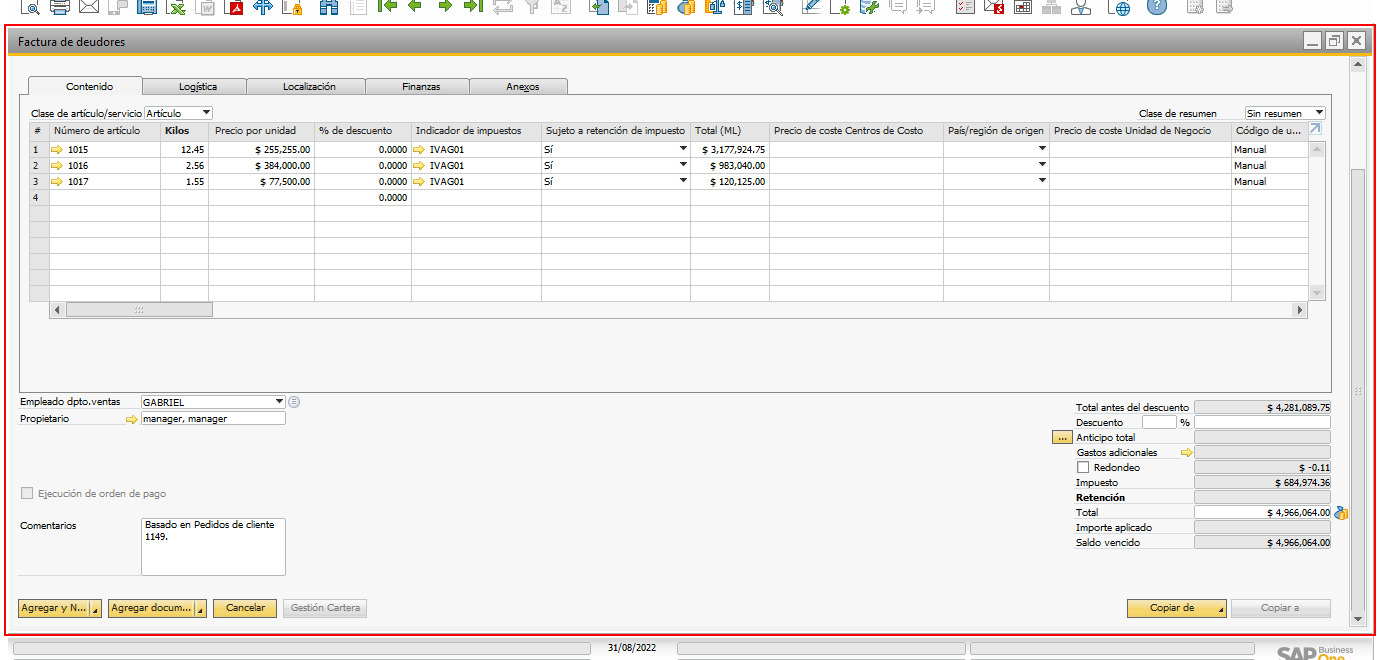 Factura de deudores
Contenido Logística Localización Finanzas Anexos
Clase de artículo/servicio Artículo Clase de resumen Sin resumen
# Número de artículo Kilos Precio por unidad % de descuento Indicador de impuestos Sujeto a retención de impuesto Total (ML) Precio de coste Centros de Costo País/región de origen Precio de coste Unidad de Negocio Código de u...
1 1015 12.45 $ 255,255.00 0.0000 IVAG01 Sí $ 3,177,924.75 Manual
2 1016 2.56 $ 384,000.00 0.0000 IVAG01 Sí $ 983,040.00 Manual
3 1017 1.55 $ 77,500.00 0.0000 IVAG01 Sí $ 120,125.00 Manual
4 0.0000
Empleado dpto.ventas GABRIEL
Propietario manager, manager
Total antes del descuento $ 4,281,089.75
Descuento %
... Anticipo total
Gastos adicionales
Redondeo $ -0.11
Ejecución de orden de pago
Impuesto $ 684,974.36
Retención
Total $ 4,966,064.00
Comentarios Basado en Pedidos de cliente
1149.
Importe aplicado
Saldo vencido $ 4,966,064.00
Agregar y N... Agregar docum... Cancelar Gestión Cartera Copiar de Copiar a
31/08/2022
SAP Business
One